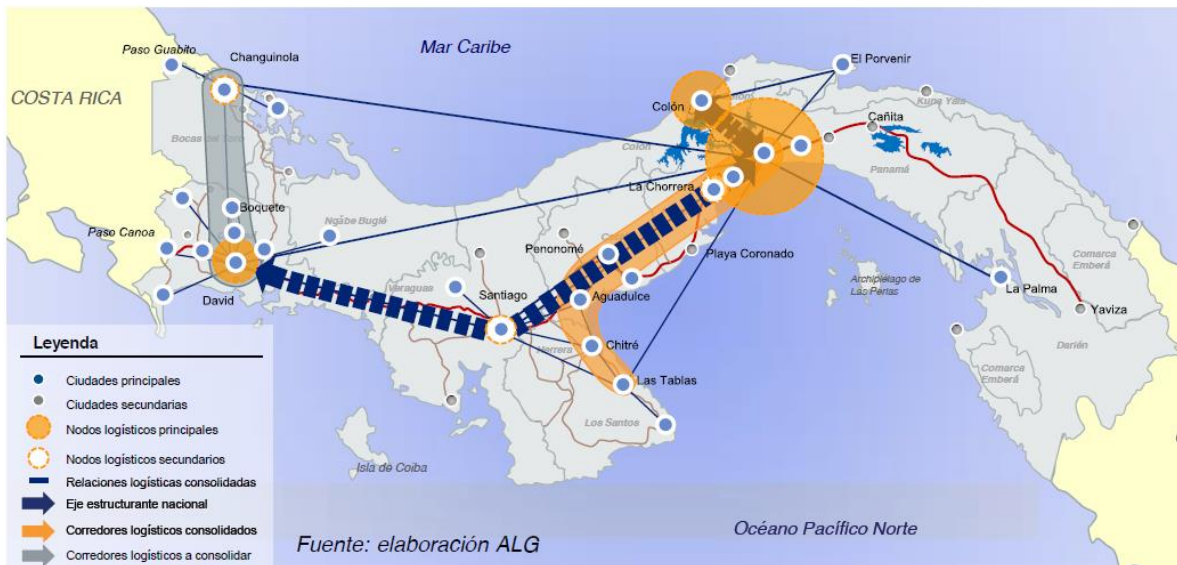 Paso Guabito
Changuinola
Mar Caribe
El Porvenir
COSTA RICA
Colón
Kuna Yala
Cañita
Bocas del Toro
Colón
Panamá
La Chorrera
Boquete
Ngäbe Buglé
Paso Canoa
Penonomé
Playa Coronado
Comarca
Emberá
Archipiélago de
Las Perlas
La Palma
David
Veraguas
Santiago
Aguadulce
Yaviza
Chitré
Herrera
Darién
Las Tablas
Comarca
Emberá
Los Santos
Isla de Coiba
Océano Pacífico Norte
Leyenda
Ciudades principales
Ciudades secundarias
Nodos logísticos principales
Nodos logísticos secundarios
Relaciones logísticas consolidadas
Eje estructurante nacional
Corredores logísticos consolidados
Corredores logísticos a consolidar
Fuente: elaboración ALG